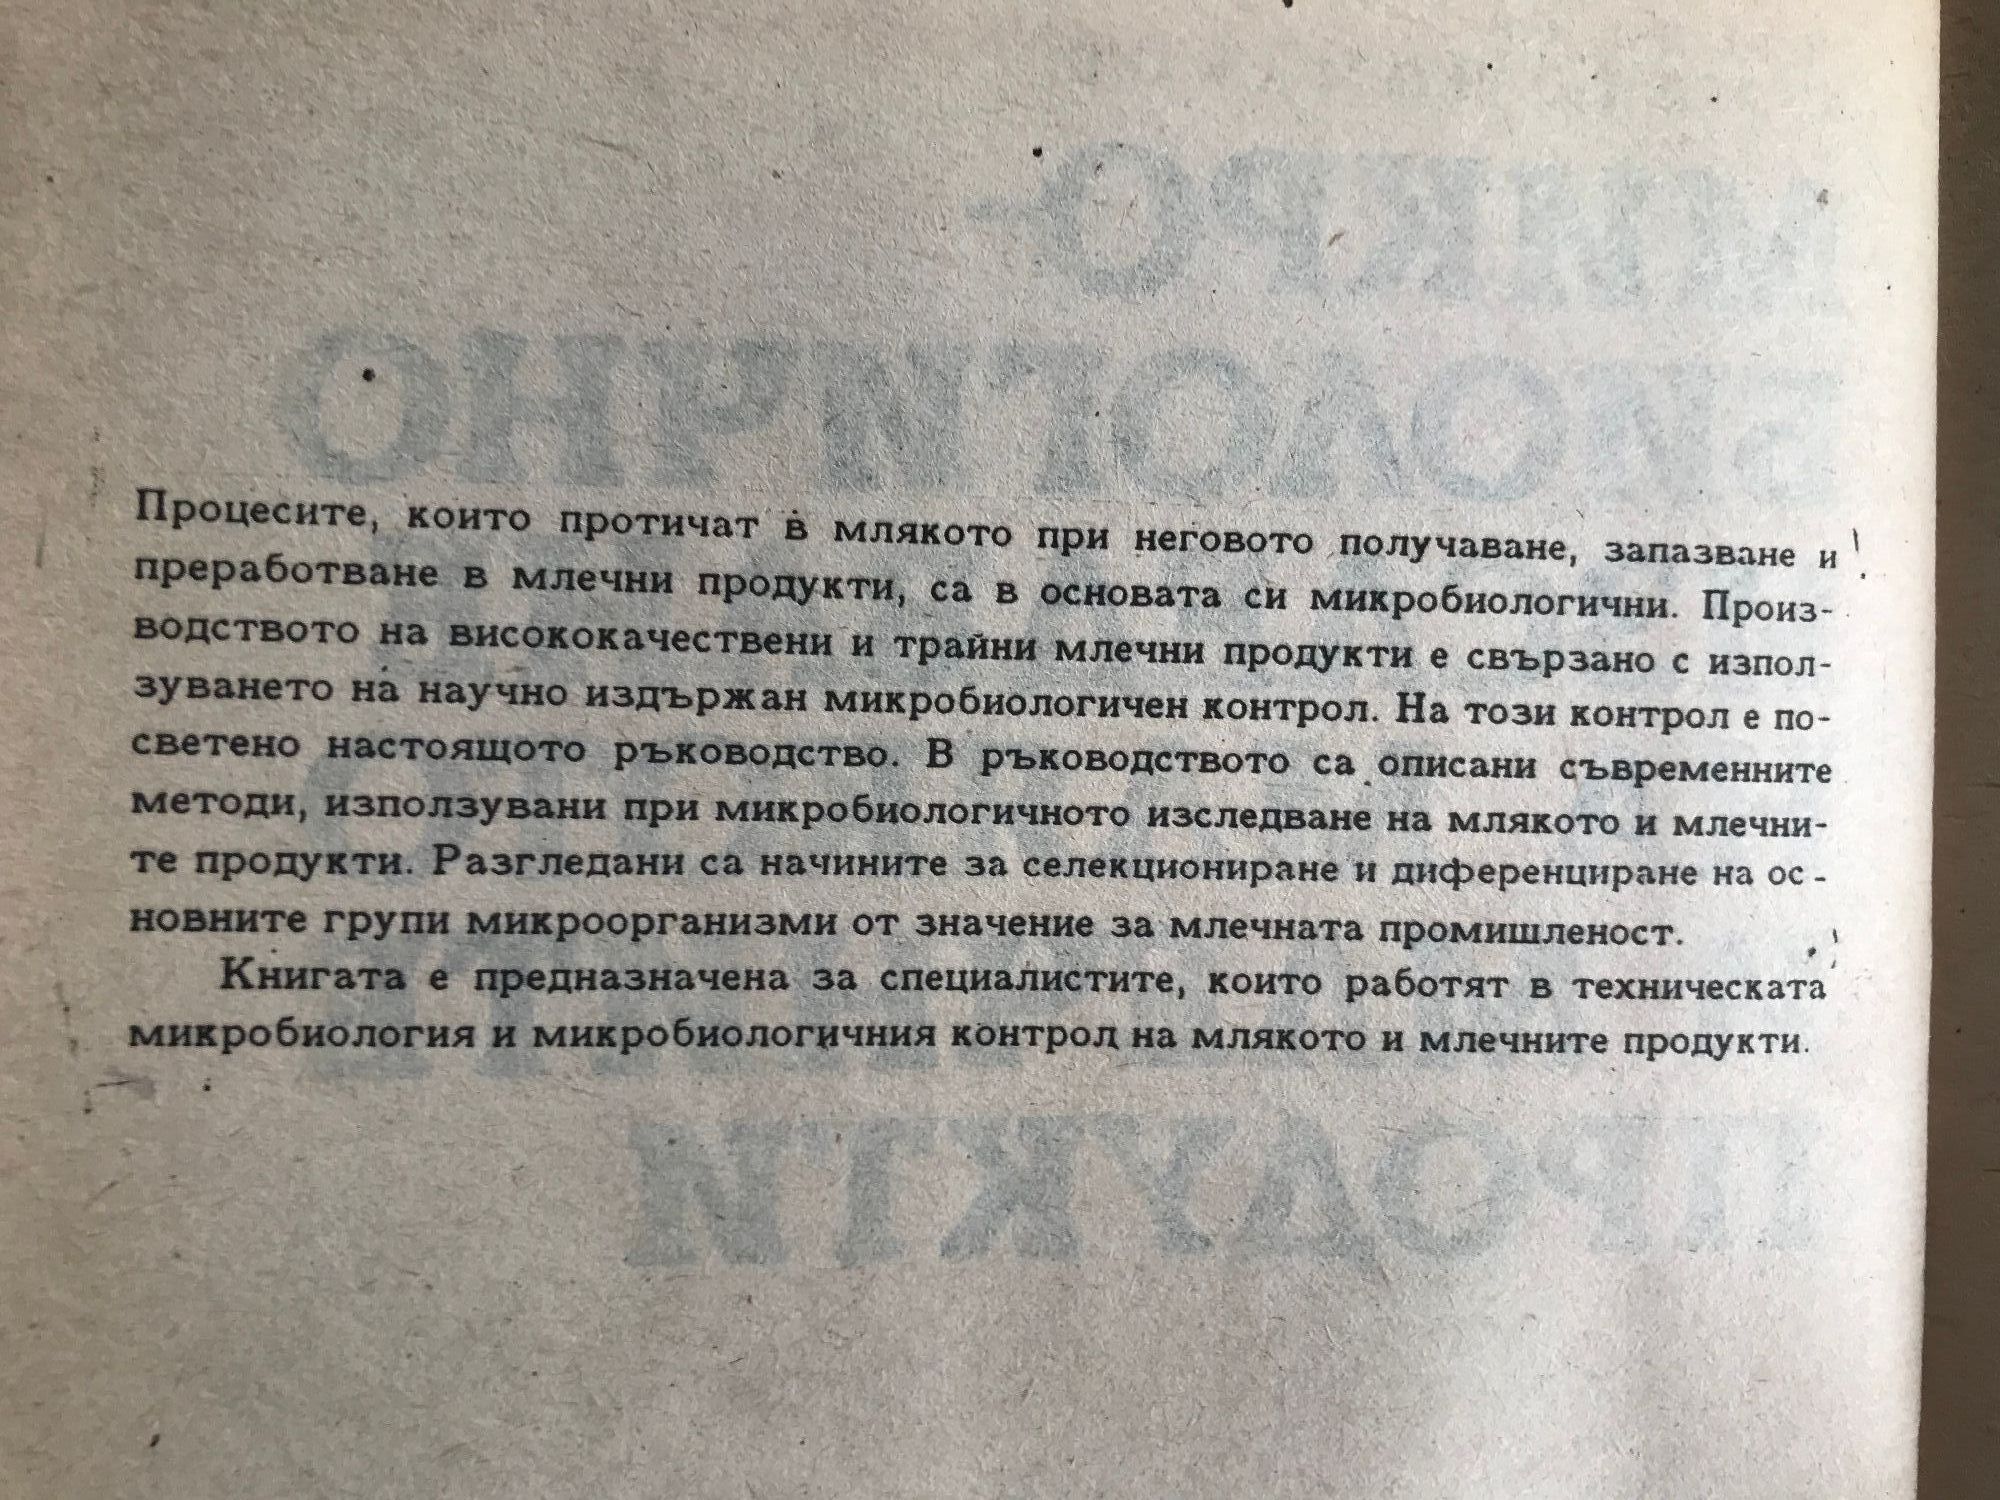 Процесите, които протичат в млякото при неговото получаване, запазване и
преработване в млечни продукти, са в основата си микробиологични. Произ-
водството на висококачествени и трайни млечни продукти е свързано с изпол-
зуването на научно издържан микробиологичен контрол. На този контрол е по-
светено настоящото ръководство. В ръководството са описани съвременните
методи, използувани при микробиологичното изследване на млякото и млечни-
те продукти. Разгледани са начините за селекциониране и диференциране на ос-
новните групи микроорганизми от значение за млечната промишленост.
Книгата е предназначена за специалистите, които работят в техническата
микробиология и микробиологичния контрол на млякото и млечните продукти.